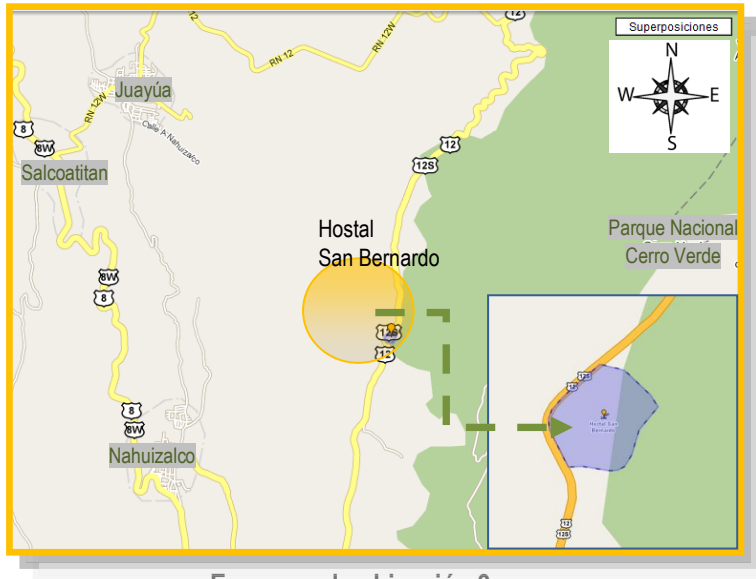 12
Superposiciones
RN 12W
RN 12
N
W
E
S
Juayúa
RN 12W
Calle A Nahuizalco
8
8W
12
12S
Salcoatitan
Hostal
San Bernardo
Parque Nacional
Cerro Verde
8W
8
12S
12
12S
12
8
8W
Nahuizalco
Hostal San
Bernardo
12
12S